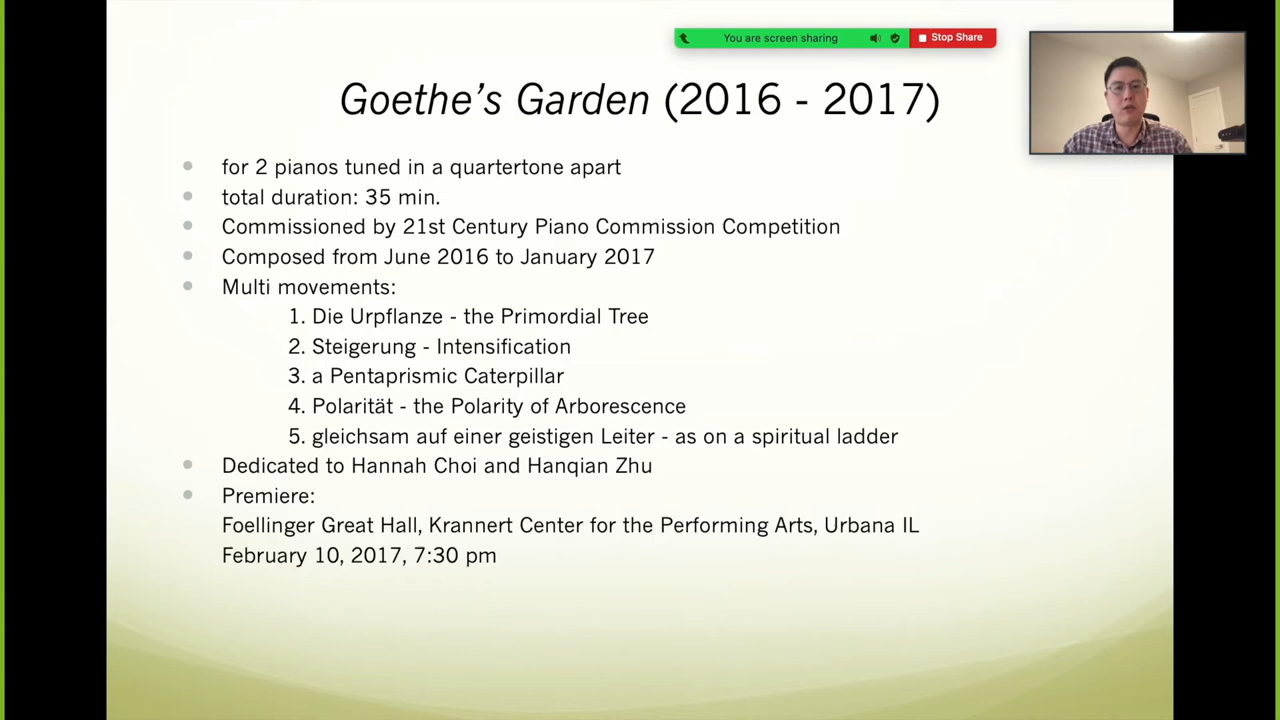 You are screen sharing
Stop Share
Goethe's Garden (2016 - 2017)
for 2 pianos tuned in a quartertone apart
total duration: 35 min.
Commissioned by 21st Century Piano Commission Competition
Composed from June 2016 to January 2017
Multi movements:
1. Die Urpflanze - the Primordial Tree
2. Steigerung - Intensification
3. a Pentaprismic Caterpillar
4. Polarität - the Polarity of Arborescence
5. gleichsam auf einer geistigen Leiter - as on a spiritual ladder
Dedicated to Hannah Choi and Hanqian Zhu
Premiere:
Foellinger Great Hall, Krannert Center for the Performing Arts, Urbana IL
February 10, 2017, 7:30 pm